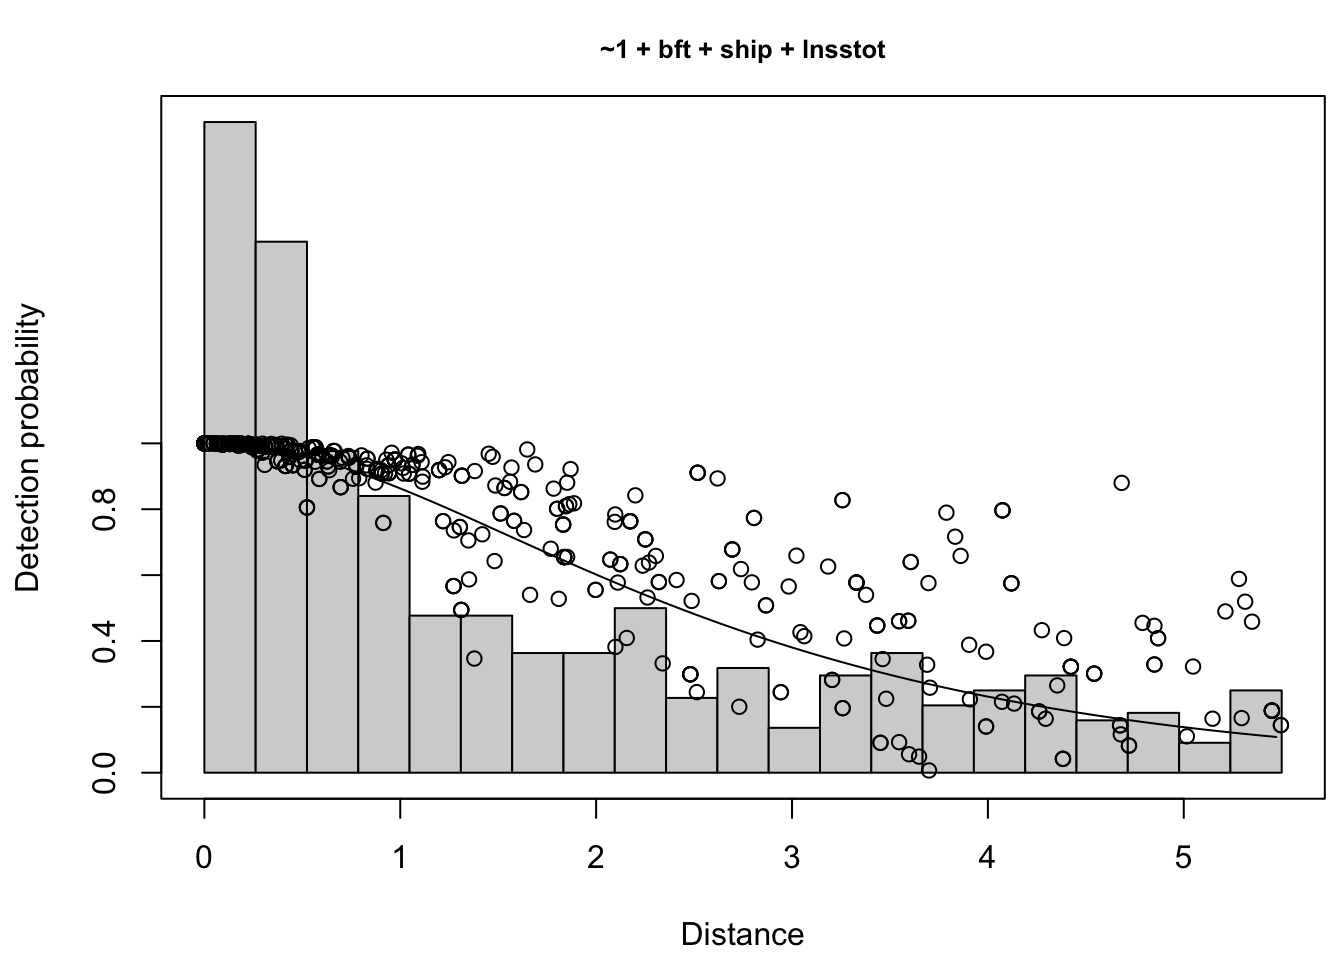 ~1 + bft + ship + lnsstot
Detection probability
0.8
0.4
0.0
0 1 2 3 4 5
Distance